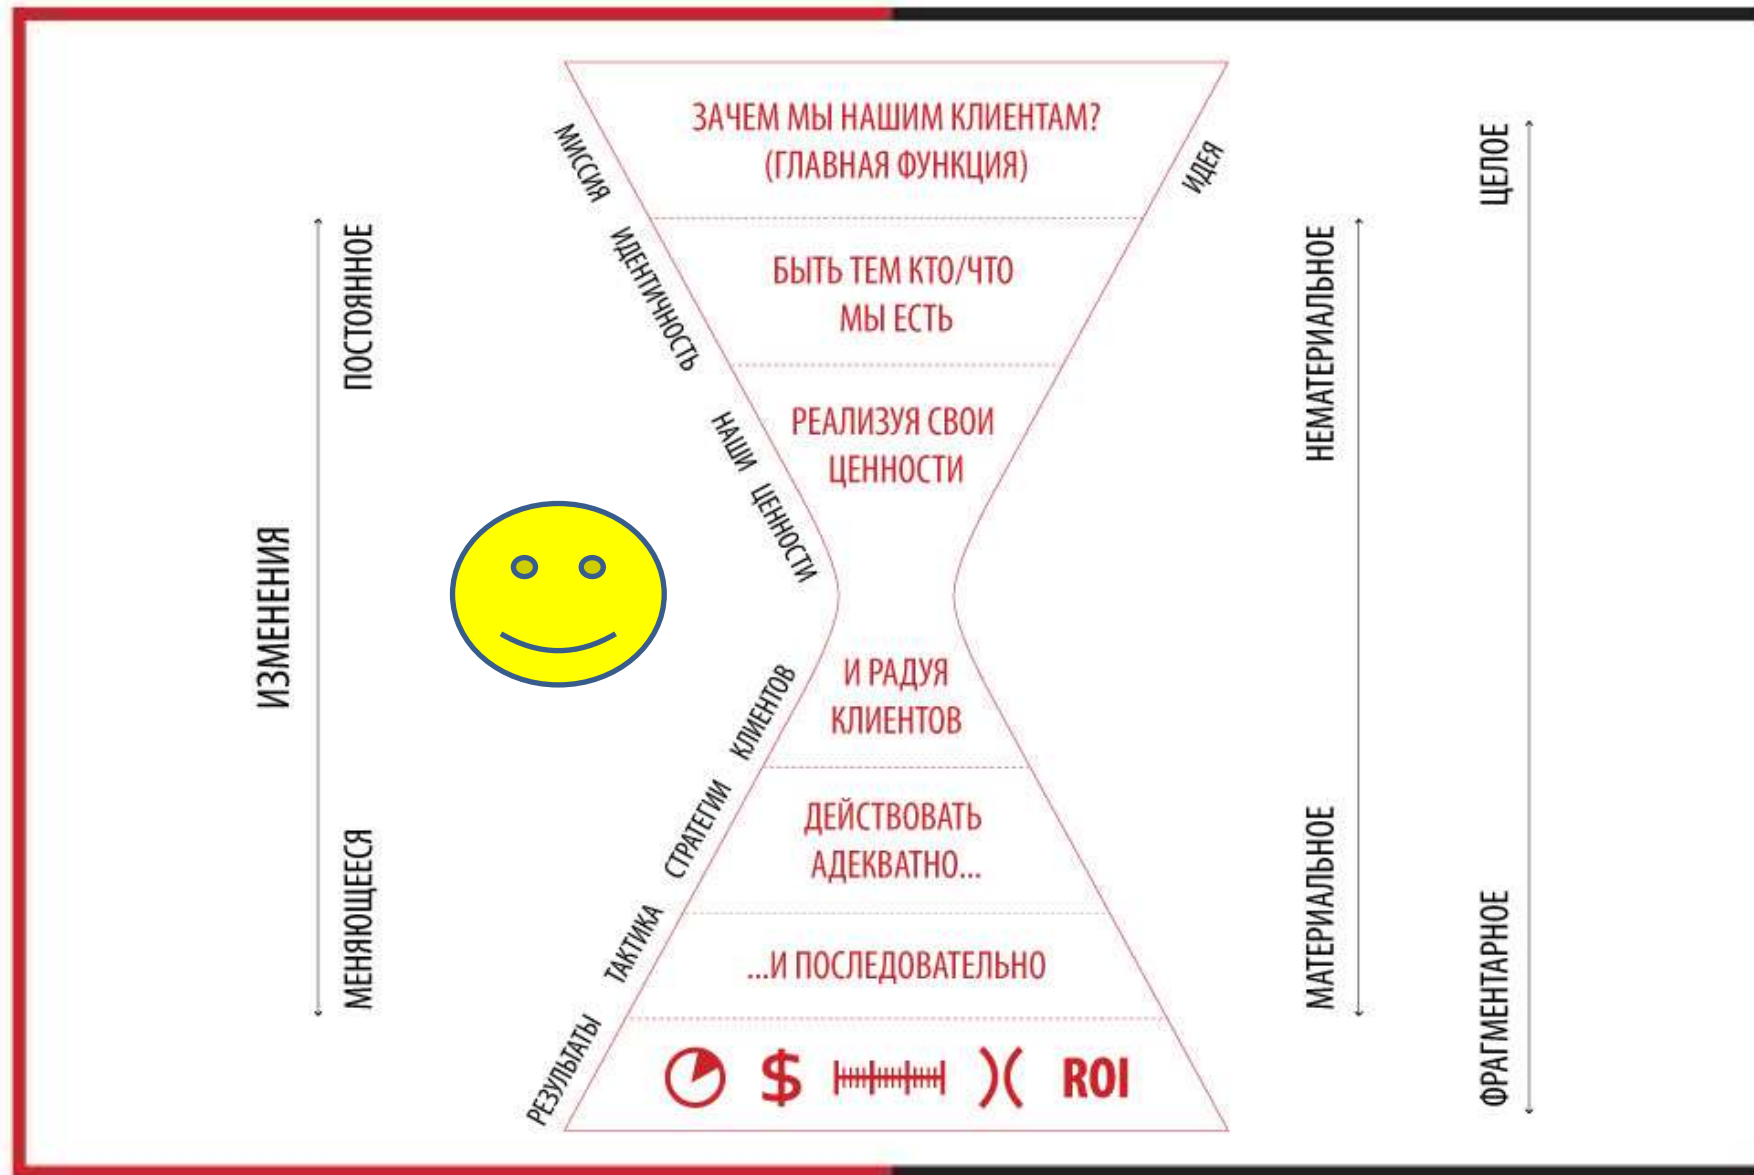 ЗАЧЕМ МЫ НАШИМ КЛИЕНТАМ?
(ГЛАВНАЯ ФУНКЦИЯ)
МИССИЯ
ИДЕЯ
ЦЕЛОЕ
БЫТЬ ТЕМ КТО/ЧТО
МЫ ЕСТЬ
ИДЕНТИЧНОСТЬ
ПОСТОЯННОЕ
НЕМАТЕРИАЛЬНОЕ
РЕАЛИЗУЯ СВОИ
ЦЕННОСТИ
НАШИ ЦЕННОСТИ
ИЗМЕНЕНИЯ
И РАДУЯ
КЛИЕНТОВ
КЛИЕНТОВ
СТРАТЕГИИ
ДЕЙСТВОВАТЬ
АДЕКВАТНО...
МЕНЯЮЩЕЕСЯ
МАТЕРИАЛЬНОЕ
ТАКТИКА
...И ПОСЛЕДОВАТЕЛЬНО
ФРАГМЕНТАРНОЕ
РЕЗУЛЬТАТЫ
$ )( ROI